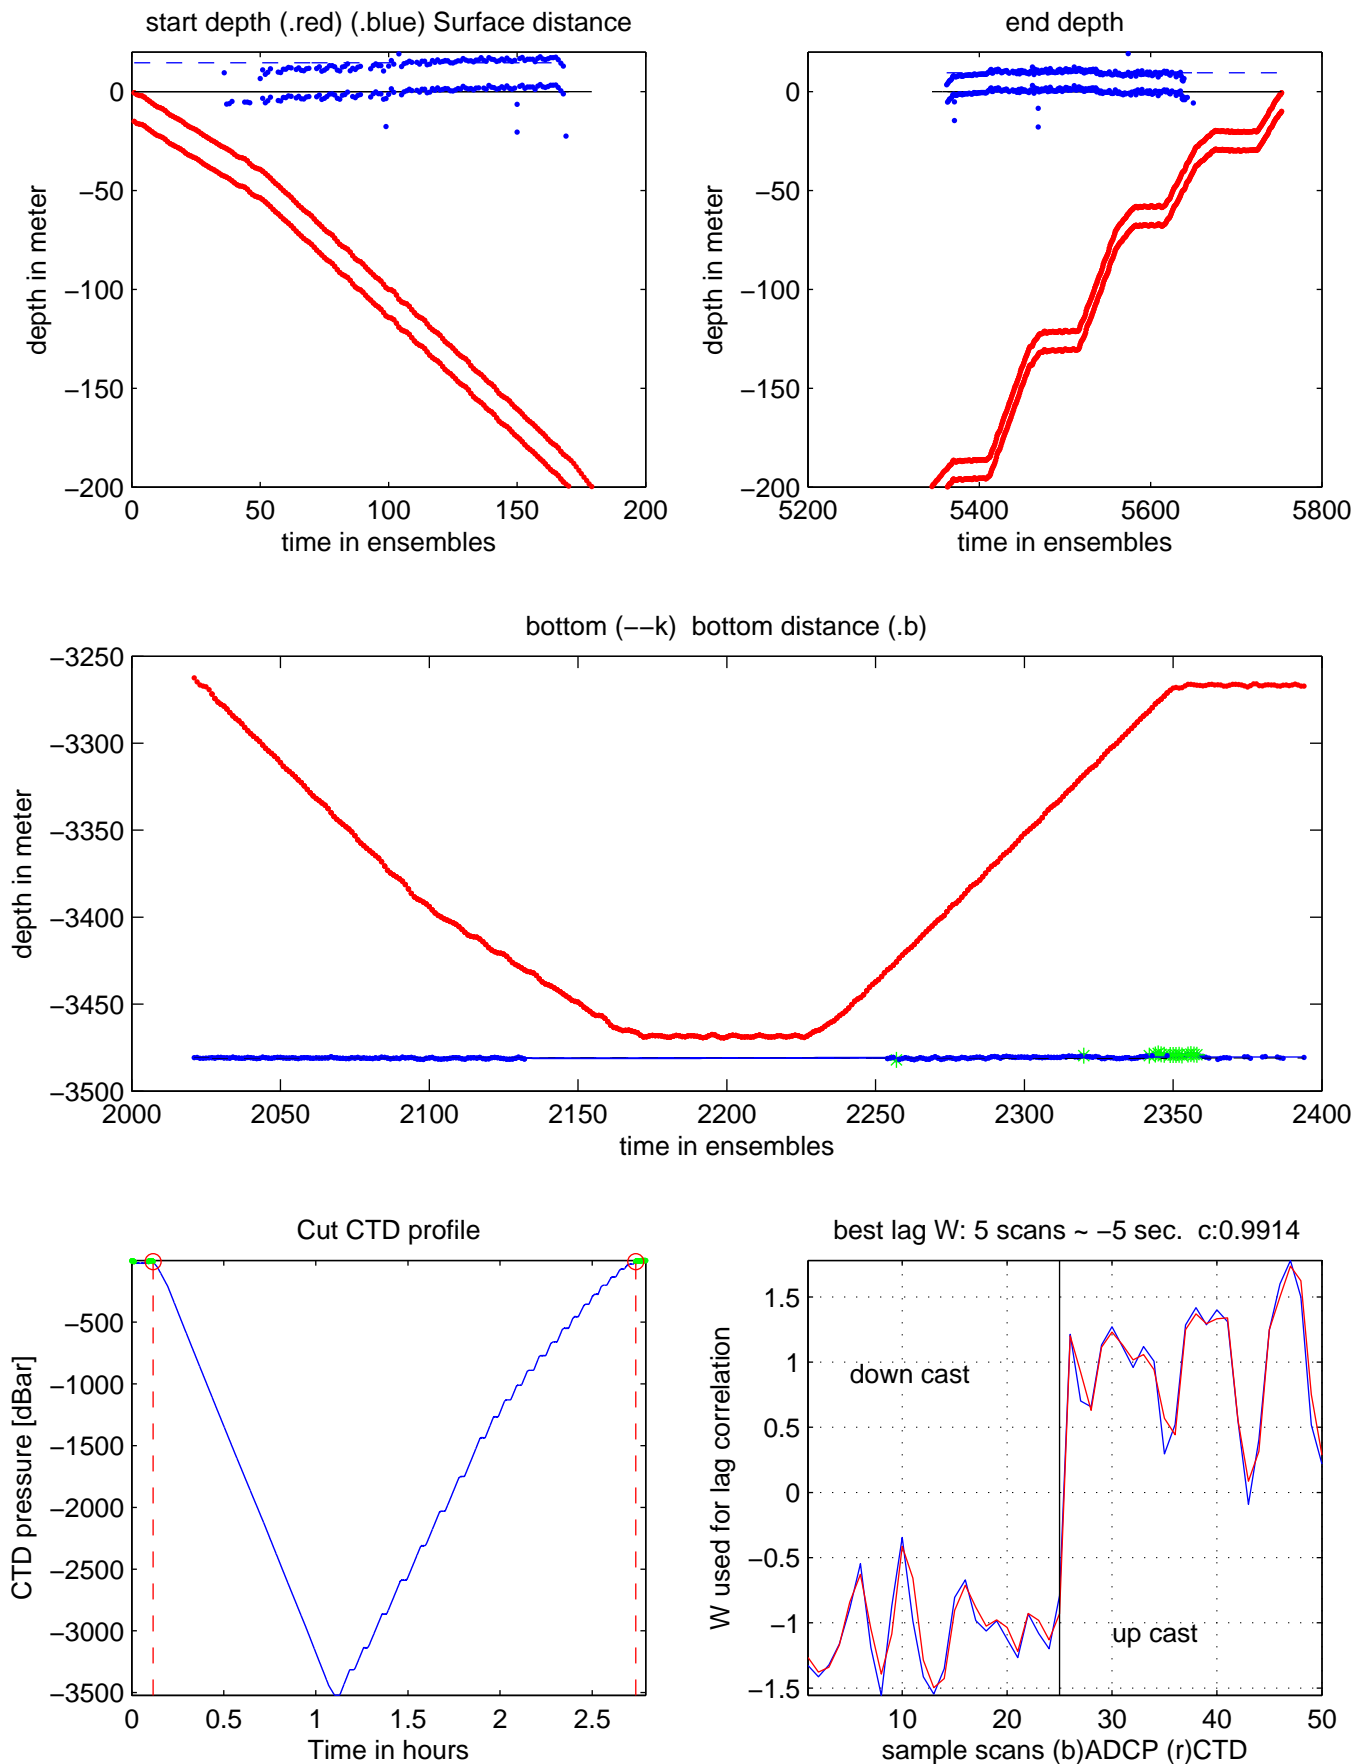 start depth (.red) (.blue) Surface distance
0
−50
−100
−150
−200
depth in meter
0 50 100 150 200
time in ensembles
end depth
0
−50
−100
−150
−200
depth in meter
5200 5400 5600 5800
time in ensembles
bottom (−−k)  bottom distance (.b)
−3250
−3300
−3350
−3400
−3450
−3500
depth in meter
2000 2050 2100 2150 2200 2250 2300 2350 2400
time in ensembles
Cut CTD profile
−500
−1000
−1500
−2000
−2500
−3000
−3500
CTD pressure [dBar]
0 0.5 1 1.5 2 2.5
Time in hours
best lag W: 5 scans ~ −5 sec.  c:0.9914
1.5
1
0.5
0
−0.5
−1
−1.5
W used for lag correlation
down cast
up cast
10 20 30 40 50
sample scans (b)ADCP (r)CTD